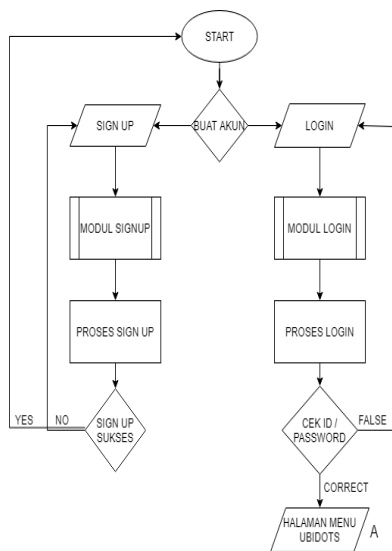 START
SIGN UP
BUAT AKUN
LOGIN
MODUL SIGNUP
MODUL LOGIN
PROSES SIGN UP
PROSES LOGIN
YES
NO
SIGN UP
SUKSES
CEK ID /
PASSWORD
FALSE
CORRECT
HALAMAN MENU
UBIDOTS
A